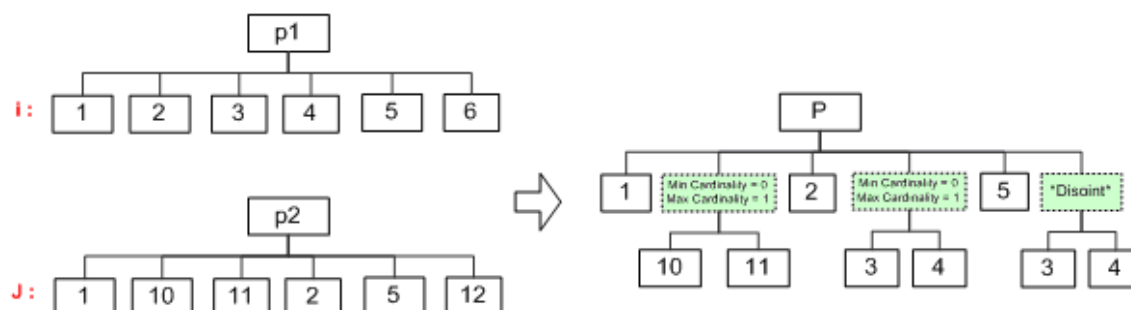 p1
i : 1 2 3 4 5 6
p2
J : 1 10 11 2 5 12
P
1 Min Cardinality = 0 2 Min Cardinality = 0 5 *Disoint*
Max Cardinality = 1 Max Cardinality = 1
10 11 3 4 3 4